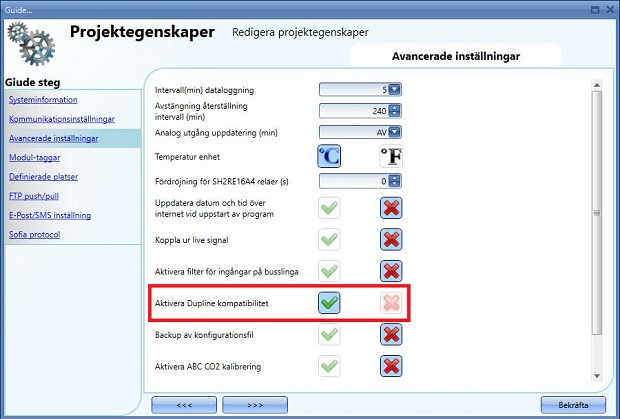 Guide...
Projektegenskaper Redigera projektegenskaper
Avancerade inställningar
Giude steg
Systeminformation
Kommunikationsinställningar
Avancerade inställningar
Modul-taggar
Definierade platser
FTP push/pull
E-Post/SMS inställning
Sofia protocol
Intervall(min) dataloggning 5
Avstängning återställning
intervall (min) 240
Analog utgång uppdatering (min) AV
Temperatur enhet °C °F
Fördröjning för SH2RE16A4 reläer (s) 0
Uppdatera datum och tid över
internet vid uppstart av program
Koppla ur live signal
Aktivera filter för ingångar på busslinga
Aktivera Dupline kompatibilitet
Backup av konfigurationsfil
Aktivera ABC CO2 kalibrering
<<< >>> Bekräfta